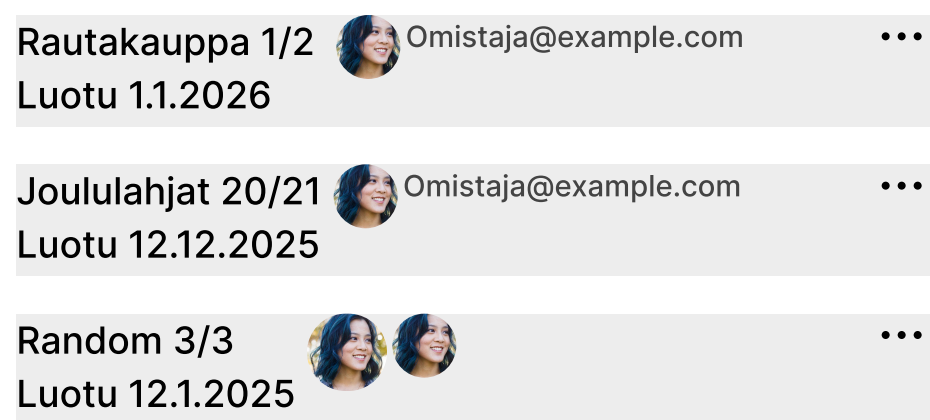 Rautakauppa 1/2 Omistaja@example.com
Luotu 1.1.2026
Joululahjat 20/21 Omistaja@example.com
Luotu 12.12.2025
Random 3/3
Luotu 12.1.2025